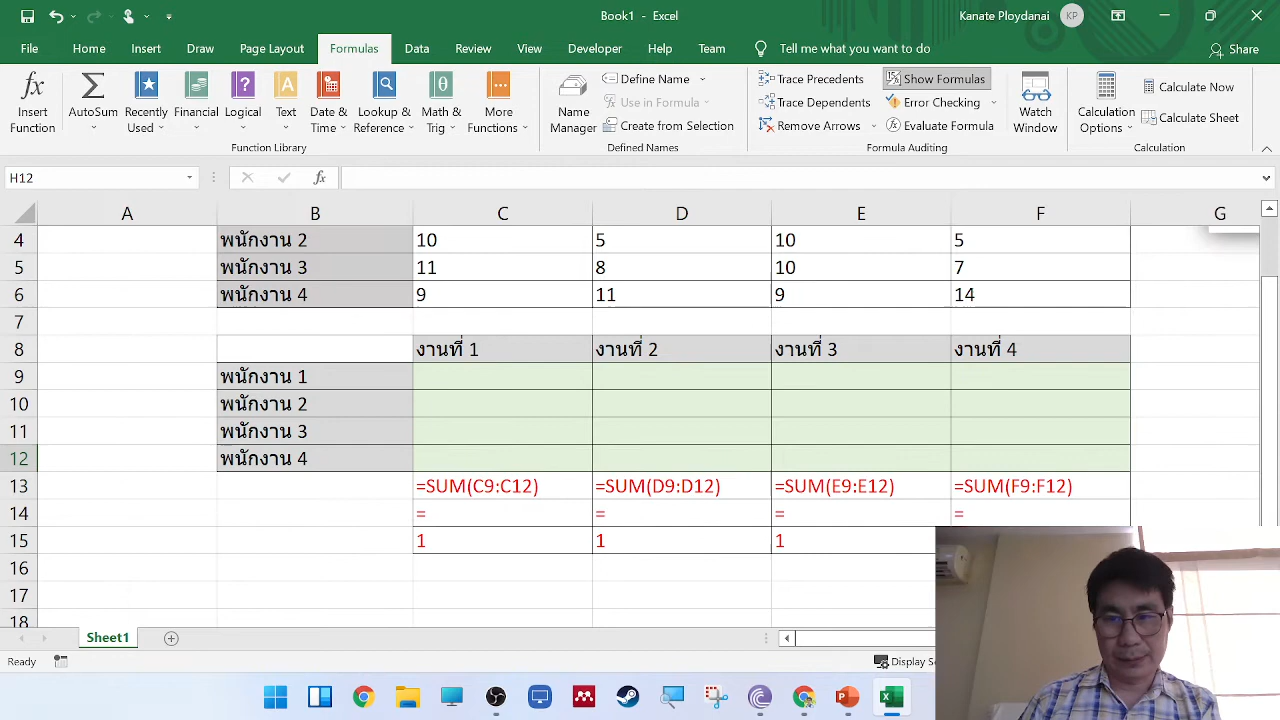 Book1 - Excel
Kanate Ploydanai KP
File Home Insert Draw Page Layout Formulas Data Review View Developer Help Team Tell me what you want to do Share
Insert Function
AutoSum
Recently Used
Financial
Logical
Text
Date & Time
Lookup & Reference
Math & Trig
More Functions
Function Library
Name Manager
Define Name
Use in Formula
Create from Selection
Defined Names
Trace Precedents
Trace Dependents
Remove Arrows
Show Formulas
Error Checking
Evaluate Formula
Formula Auditing
Watch Window
Calculation Options
Calculate Now
Calculate Sheet
Calculation
H12 fx
A B C D E F G
4 พนักงาน 2 10 5 10 5
5 พนักงาน 3 11 8 10 7
6 พนักงาน 4 9 11 9 14
7
8 งานที่ 1 งานที่ 2 งานที่ 3 งานที่ 4
9 พนักงาน 1
10 พนักงาน 2
11 พนักงาน 3
12 พนักงาน 4
13 =SUM(C9:C12) =SUM(D9:D12) =SUM(E9:E12) =SUM(F9:F12)
14 = = = =
15 1 1 1
16
17
18
Sheet1
Ready